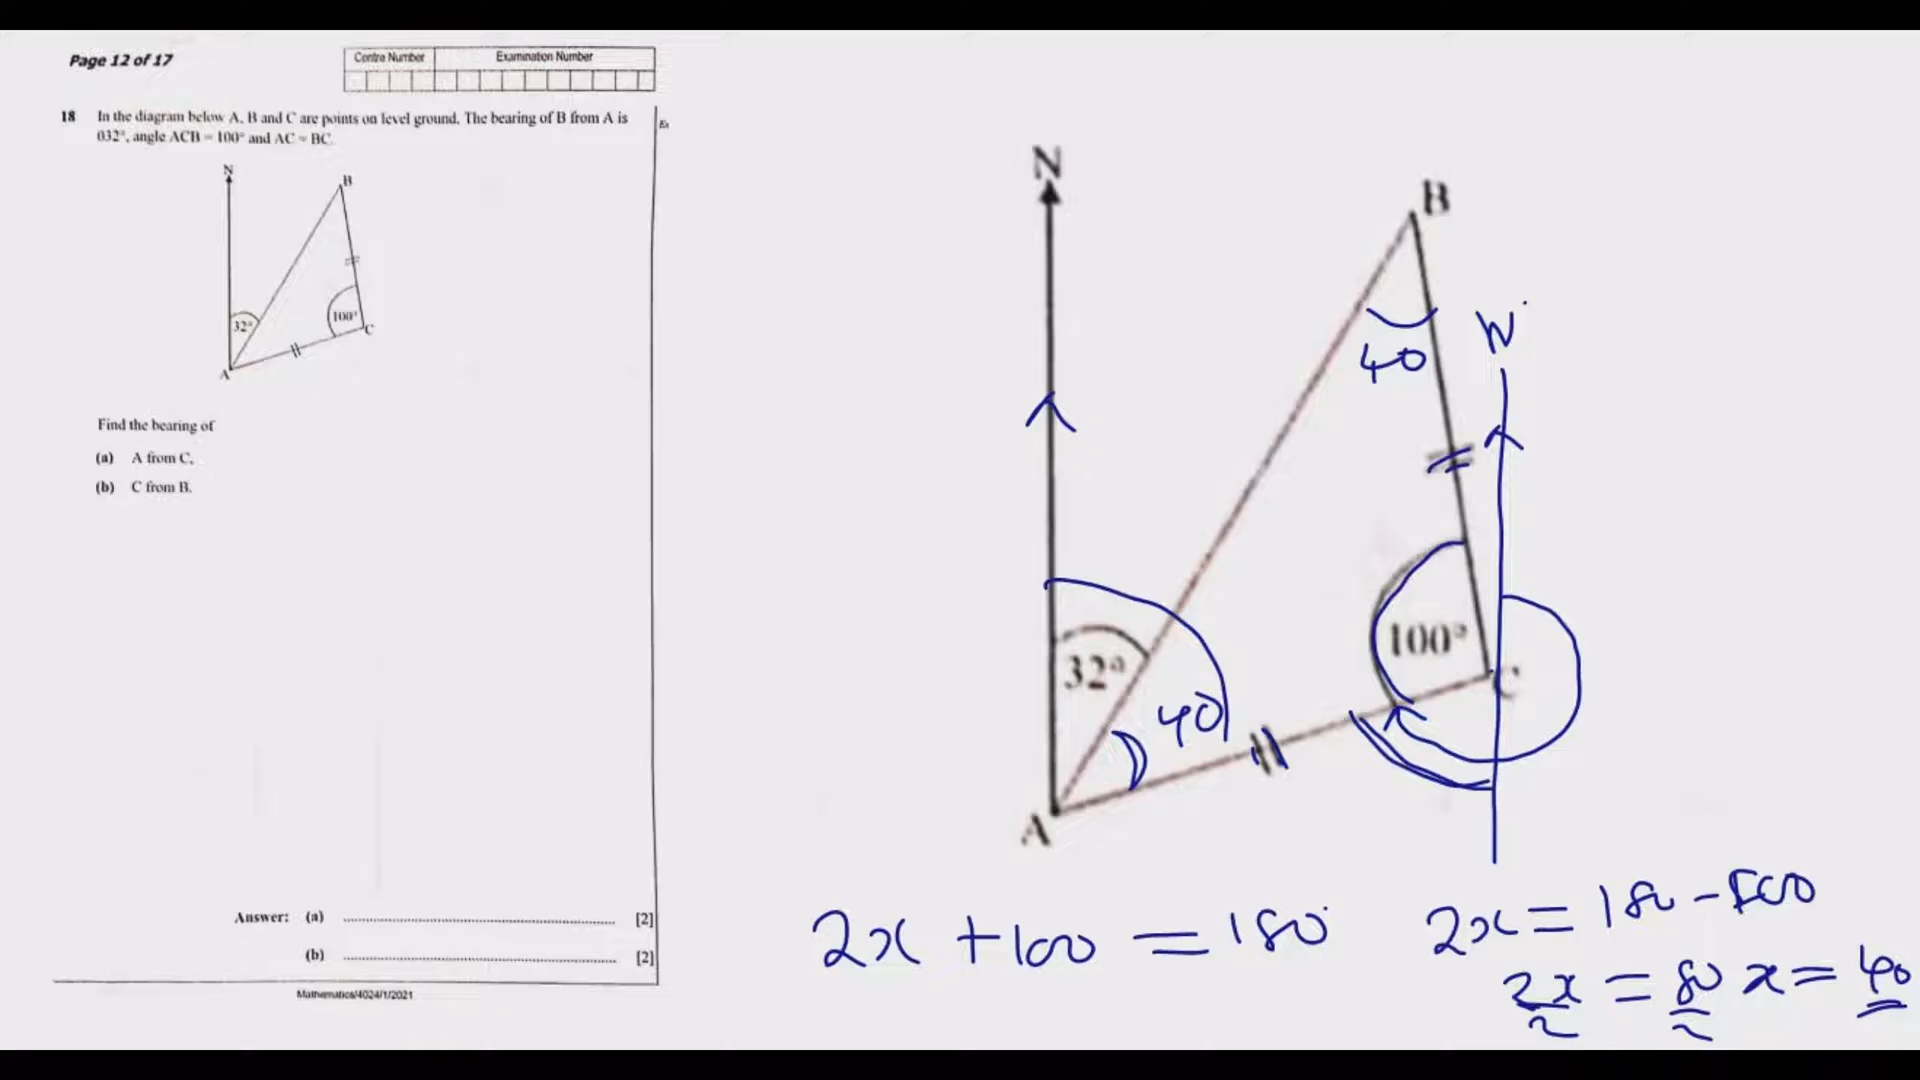 Page 12 of 17
Centre Number
Examination Number
18 In the diagram below A, B and C are points on level ground. The bearing of B from A is
032°, angle ACB = 100° and AC = BC.
Ex
N
B
32°
100°
C
A
Find the bearing of
(a) A from C,
(b) C from B.
Answer: (a) [2]
(b) [2]
Mathematics/4024/1/2021
N
B
N
40
100°
32°
C
40
A
2x + 100 = 180
2x = 180 - 100
2x = 80 x = 40
2 2